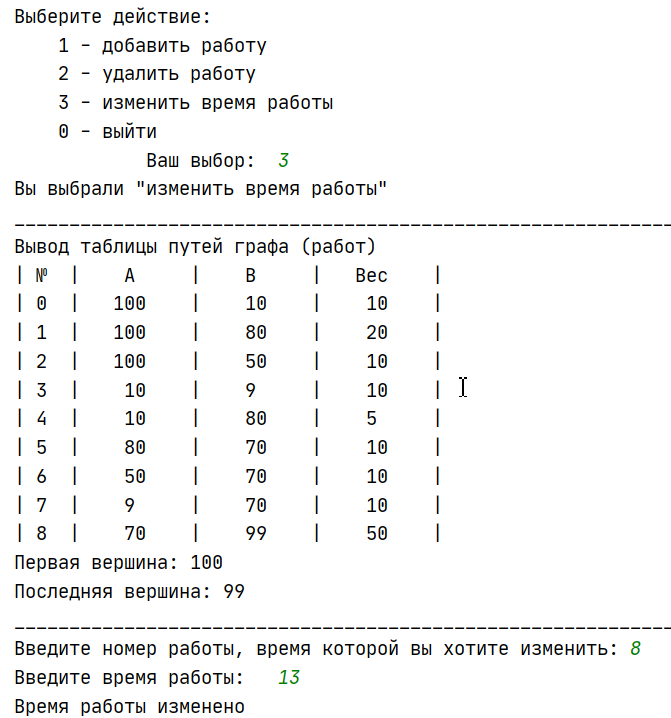 Выберите действие:
1 - добавить работу
2 - удалить работу
3 - изменить время работы
0 - выйти
Ваш выбор: 3
Вы выбрали "изменить время работы"
____________________________________________________________
Вывод таблицы путей графа (работ)
| № | A | B | Вес |
| 0 | 100 | 10 | 10 |
| 1 | 100 | 80 | 20 |
| 2 | 100 | 50 | 10 |
| 3 | 10 | 9 | 10 |
| 4 | 10 | 80 | 5 |
| 5 | 80 | 70 | 10 |
| 6 | 50 | 70 | 10 |
| 7 | 9 | 70 | 10 |
| 8 | 70 | 99 | 50 |
Первая вершина: 100
Последняя вершина: 99
____________________________________________________________
Введите номер работы, время которой вы хотите изменить: 8
Введите время работы: 13
Время работы изменено